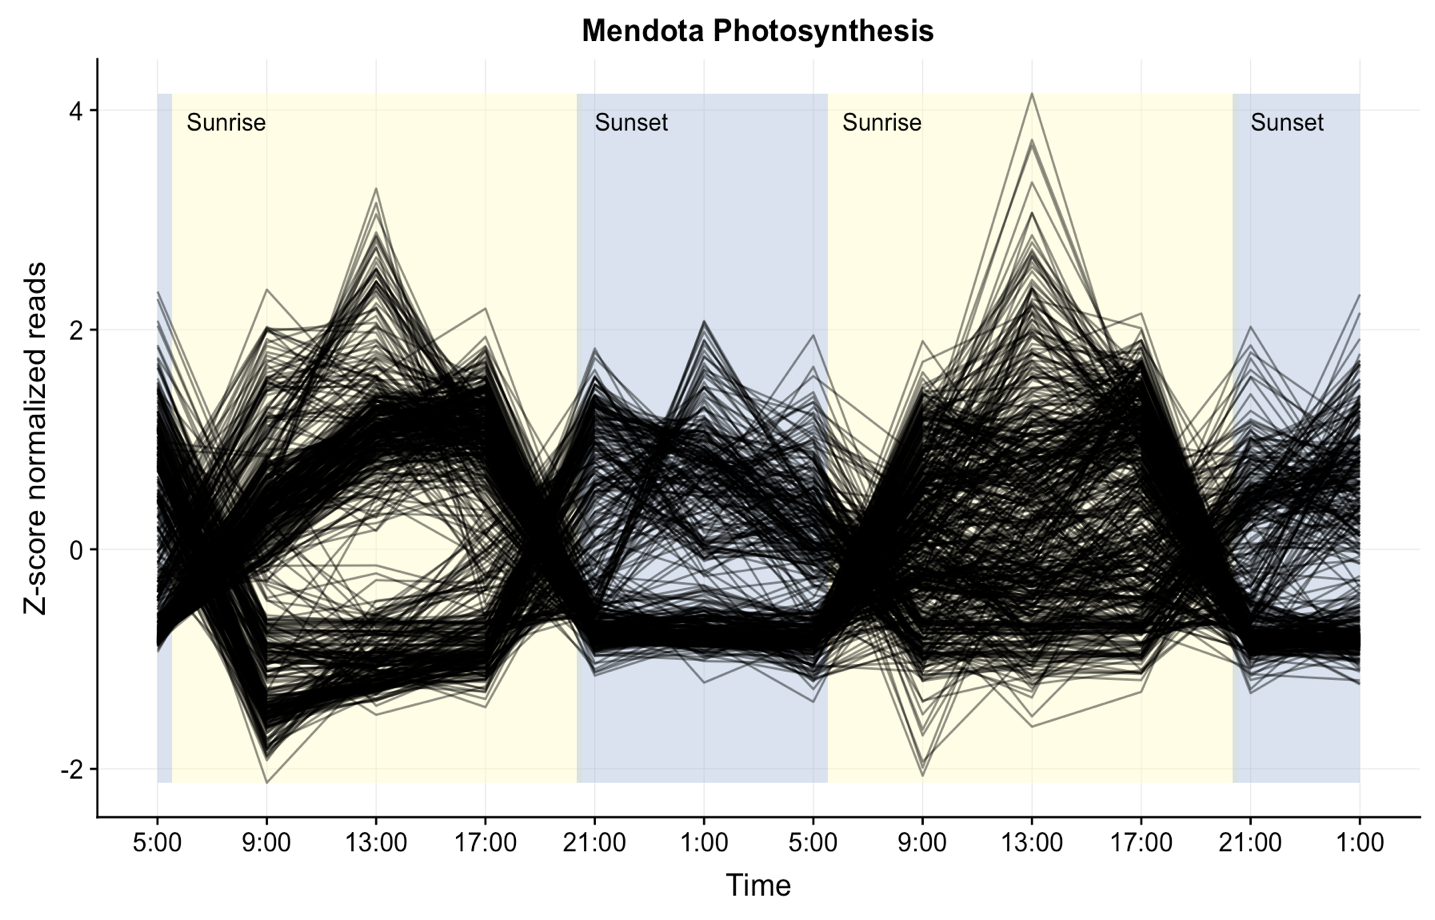 Mendota Photosynthesis
Z-score normalized reads
4
2
0
-2
Sunrise
Sunset
Sunrise
Sunset
5:00 9:00 13:00 17:00 21:00 1:00 5:00 9:00 13:00 17:00 21:00 1:00
Time